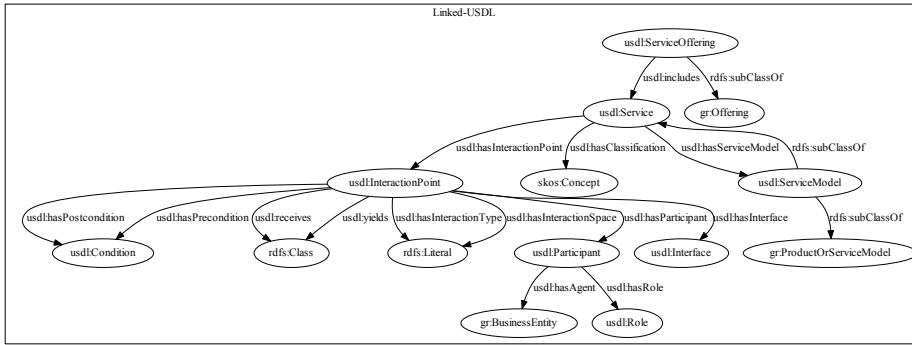 Linked-USDL
usdl:ServiceOffering
usdl:includes
rdfs:subClassOf
usdl:Service
gr:Offering
usdl:hasInteractionPoint
usdl:hasClassification
usdl:hasServiceModel
rdfs:subClassOf
usdl:InteractionPoint
skos:Concept
usdl:ServiceModel
usdl:hasPostcondition
usdl:hasPrecondition
usdl:receives
usdl:yields
usdl:hasInteractionType
usdl:hasInteractionSpace
usdl:hasParticipant
usdl:hasInterface
rdfs:subClassOf
usdl:Condition
rdfs:Class
rdfs:Literal
usdl:Participant
usdl:Interface
gr:ProductOrServiceModel
usdl:hasAgent
usdl:hasRole
gr:BusinessEntity
usdl:Role